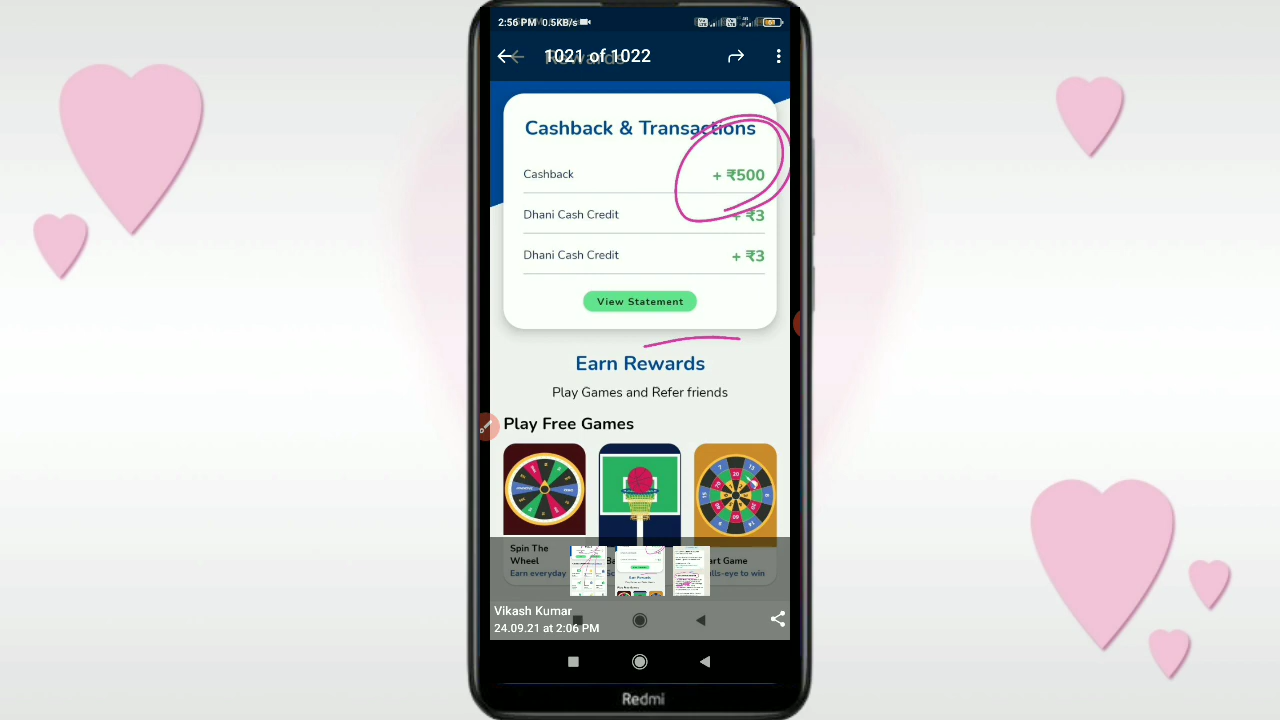 2:56 PM 0.5KB/s
1021 of 1022
Rewards
Cashback & Transactions
Cashback + ₹500
Dhani Cash Credit + ₹3
Dhani Cash Credit + ₹3
View Statement
Earn Rewards
Play Games and Refer friends
Play Free Games
Spin The
Wheel
Earn everyday
Vikash Kumar
24.09.21 at 2:06 PM
Redmi